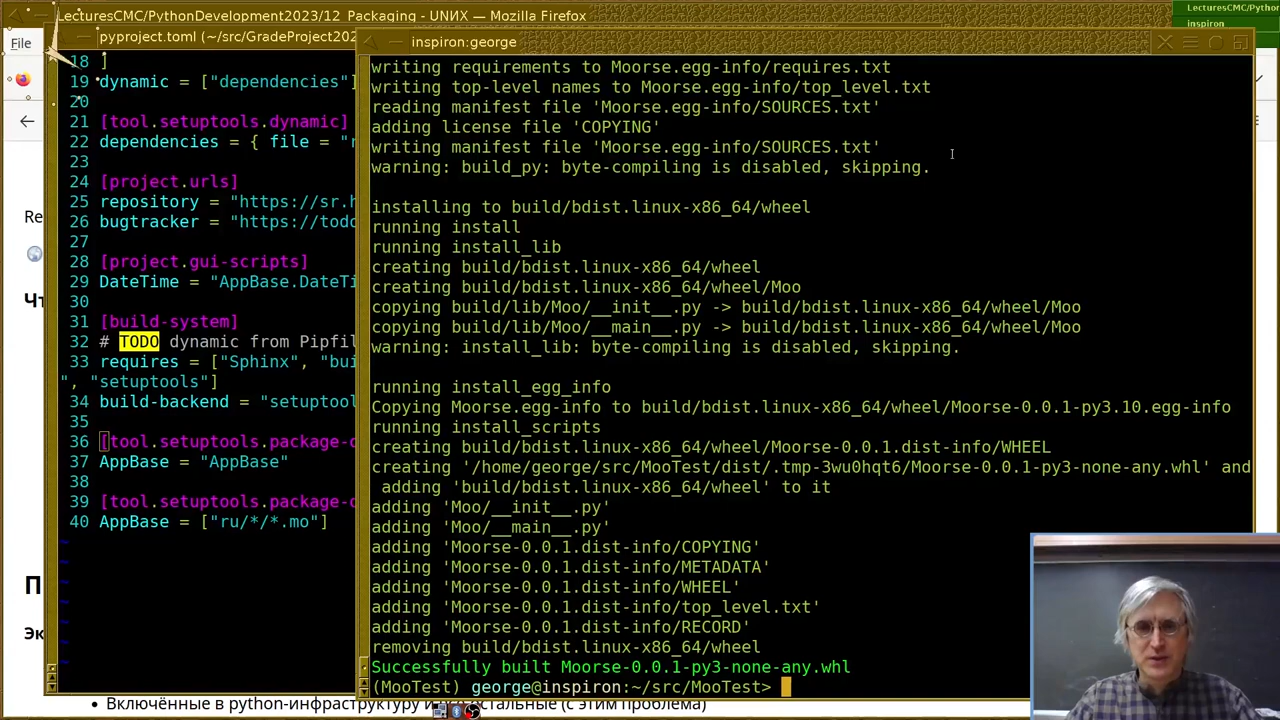 LecturesCMC/PythonDevelopment2023/12_Packaging - UNИX — Mozilla Firefox
LecturesCMC/Pytho
inspiron
File
pyproject.toml (~/src/GradeProject202
inspiron:george
18 ]
19 dynamic = ["dependencies"]
20
21 [tool.setuptools.dynamic]
22 dependencies = { file = "r
23
24 [project.urls]
25 repository = "https://sr.h
26 bugtracker = "https://todo
27
28 [project.gui-scripts]
29 DateTime = "AppBase.DateTi
30
31 [build-system]
32 # TODO dynamic from Pipfil
33 requires = ["Sphinx", "bui
", "setuptools"]
34 build-backend = "setuptool
35
36 [tool.setuptools.package-d
37 AppBase = "AppBase"
38
39 [tool.setuptools.package-d
40 AppBase = ["ru/*/*.mo"]
~
~
~
~
~
~
~
writing requirements to Moorse.egg-info/requires.txt
writing top-level names to Moorse.egg-info/top_level.txt
reading manifest file 'Moorse.egg-info/SOURCES.txt'
adding license file 'COPYING'
writing manifest file 'Moorse.egg-info/SOURCES.txt'
warning: build_py: byte-compiling is disabled, skipping.
installing to build/bdist.linux-x86_64/wheel
running install
running install_lib
creating build/bdist.linux-x86_64/wheel
creating build/bdist.linux-x86_64/wheel/Moo
copying build/lib/Moo/__init__.py -> build/bdist.linux-x86_64/wheel/Moo
copying build/lib/Moo/__main__.py -> build/bdist.linux-x86_64/wheel/Moo
warning: install_lib: byte-compiling is disabled, skipping.
running install_egg_info
Copying Moorse.egg-info to build/bdist.linux-x86_64/wheel/Moorse-0.0.1-py3.10.egg-info
running install_scripts
creating build/bdist.linux-x86_64/wheel/Moorse-0.0.1.dist-info/WHEEL
creating '/home/george/src/MooTest/dist/.tmp-3wu0hqt6/Moorse-0.0.1-py3-none-any.whl' and
adding 'build/bdist.linux-x86_64/wheel' to it
adding 'Moo/__init__.py'
adding 'Moo/__main__.py'
adding 'Moorse-0.0.1.dist-info/COPYING'
adding 'Moorse-0.0.1.dist-info/METADATA'
adding 'Moorse-0.0.1.dist-info/WHEEL'
adding 'Moorse-0.0.1.dist-info/top_level.txt'
adding 'Moorse-0.0.1.dist-info/RECORD'
removing build/bdist.linux-x86_64/wheel
Successfully built Moorse-0.0.1-py3-none-any.whl
(MooTest) george@inspiron:~/src/MooTest>
Re
Чт
П
Эк
Включённые в python-инфраструктуру и все остальные (с этим проблема)